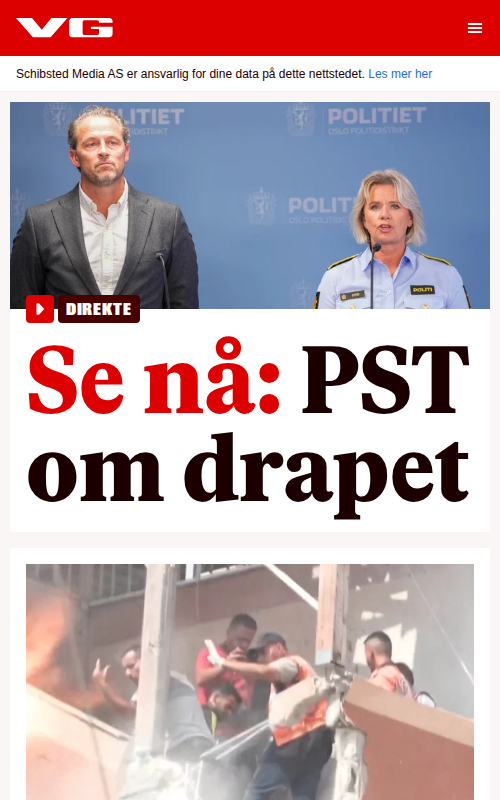 VG
Schibsted Media AS er ansvarlig for dine data på dette nettstedet. Les mer her
POLITIET
OSLO POLITIDISTRIKT
POLITI
DIREKTE
Se nå: PST
om drapet